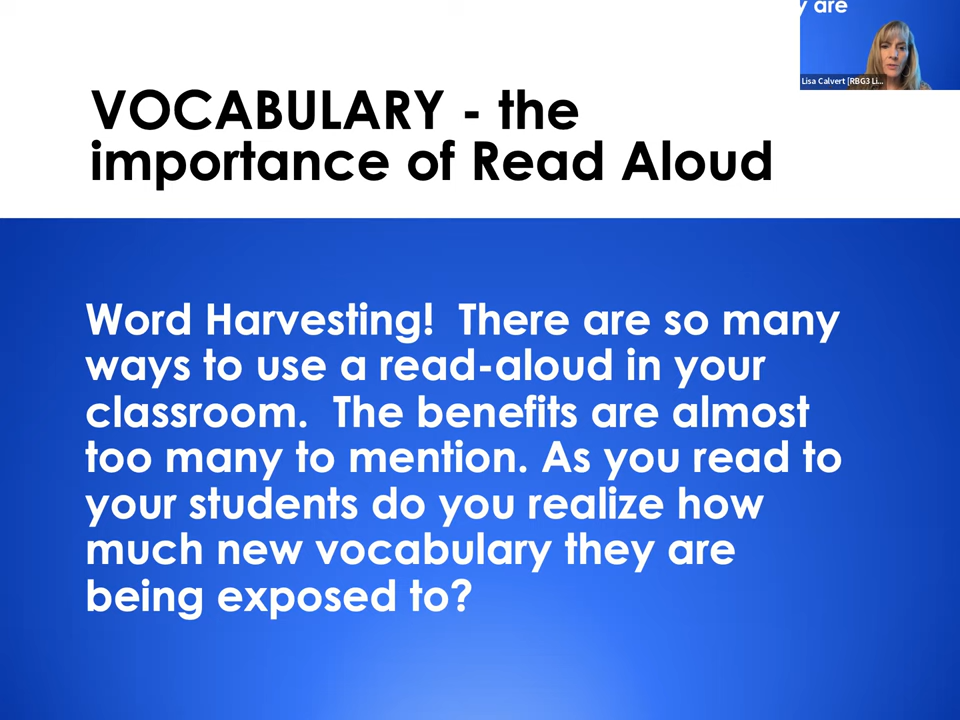 y are
Lisa Calvert [RBG3 Li...
VOCABULARY - the
importance of Read Aloud
Word Harvesting!  There are so many
ways to use a read-aloud in your
classroom.  The benefits are almost
too many to mention. As you read to
your students do you realize how
much new vocabulary they are
being exposed to?